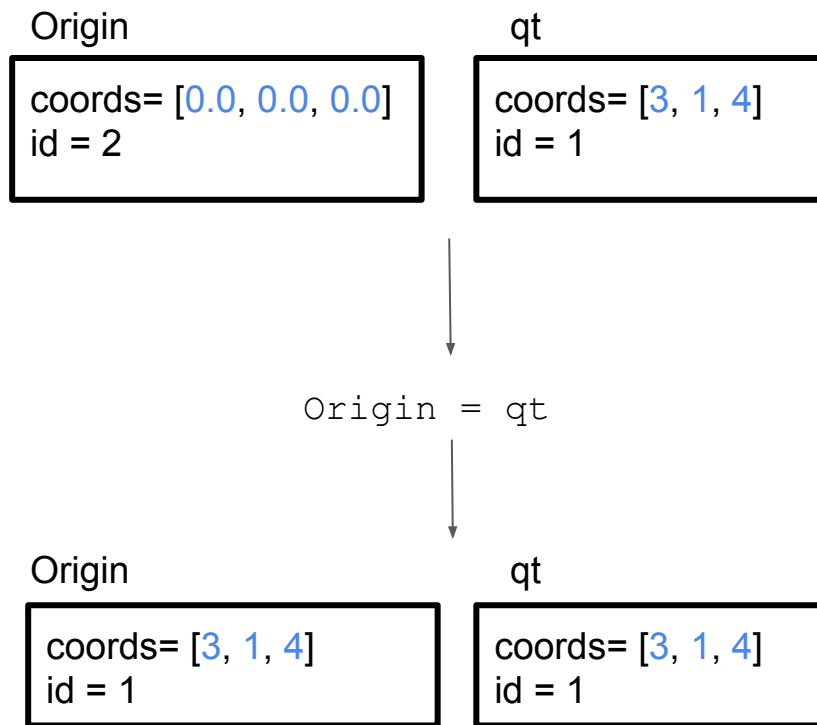 Origin
qt
coords= [0.0, 0.0, 0.0]
id = 2
coords= [3, 1, 4]
id = 1
Origin = qt
Origin
qt
coords= [3, 1, 4]
id = 1
coords= [3, 1, 4]
id = 1